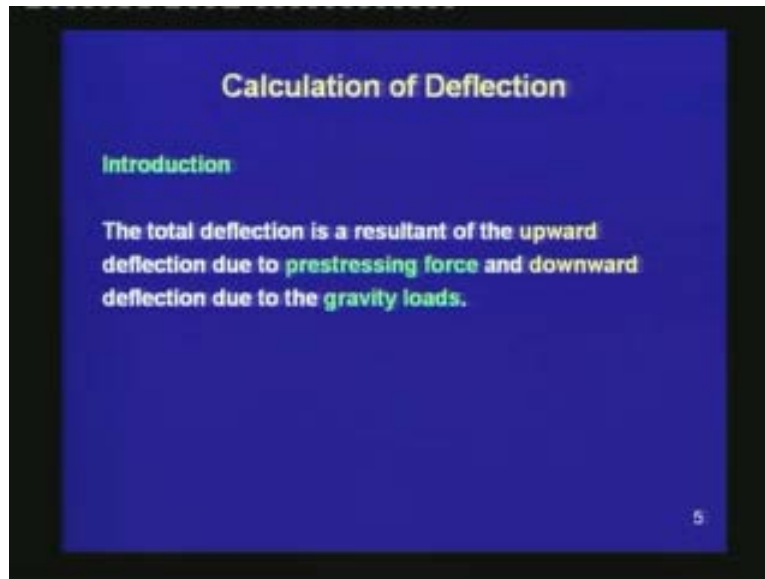 Calculation of Deflection
Introduction
The total deflection is a resultant of the upward
deflection due to prestressing force and downward
deflection due to the gravity loads.
5